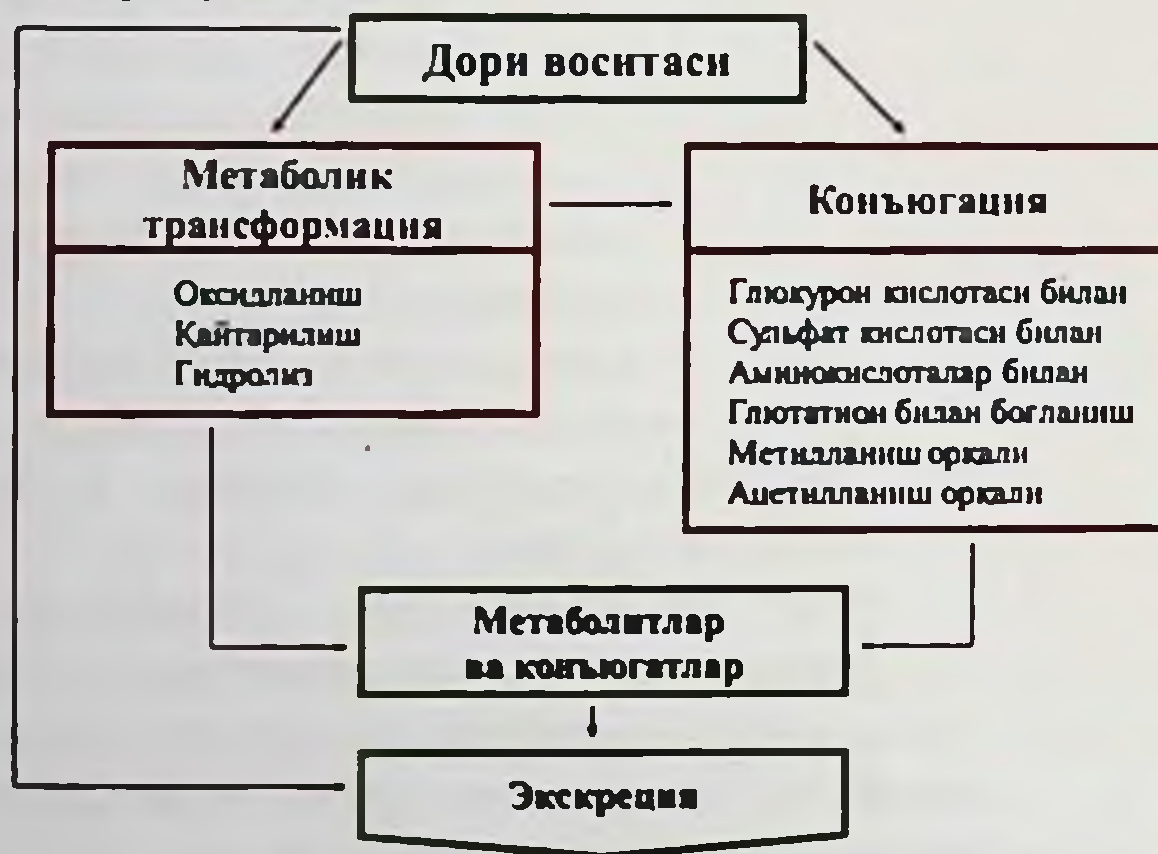 Дори воситаси
Метаболик
трансформация
Оксидланиш
Қайтарилиш
Гидролиз
Конъюгация
Глюкурон кислотаси билан
Сульфат кислотаси билан
Аминокислоталар билан
Глютатион билан богланиш
Метилланиш оркали
Ацетилланиш оркали
Метаболитлар
ва конъюгатлар
Экскреция